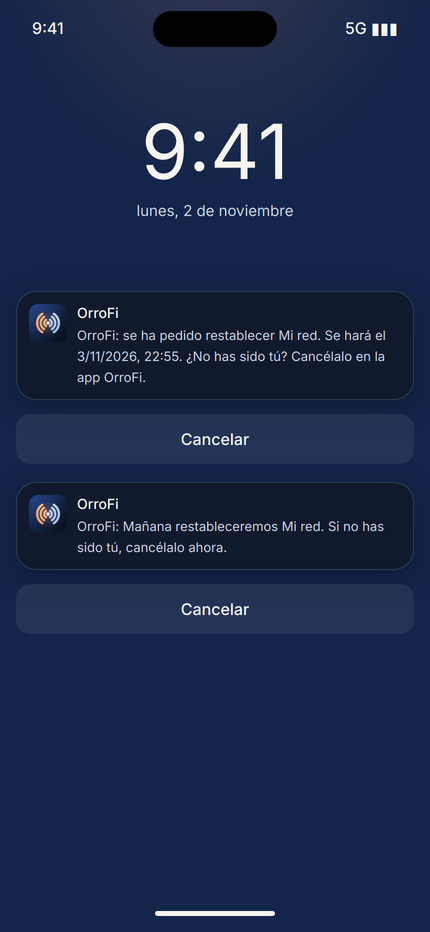 9:41
5G
9:41
lunes, 2 de noviembre
OrroFi
OrroFi: se ha pedido restablecer Mi red. Se hará el
3/11/2026, 22:55. ¿No has sido tú? Cancélalo en la
app OrroFi.
Cancelar
OrroFi
OrroFi: Mañana restableceremos Mi red. Si no has
sido tú, cancélalo ahora.
Cancelar